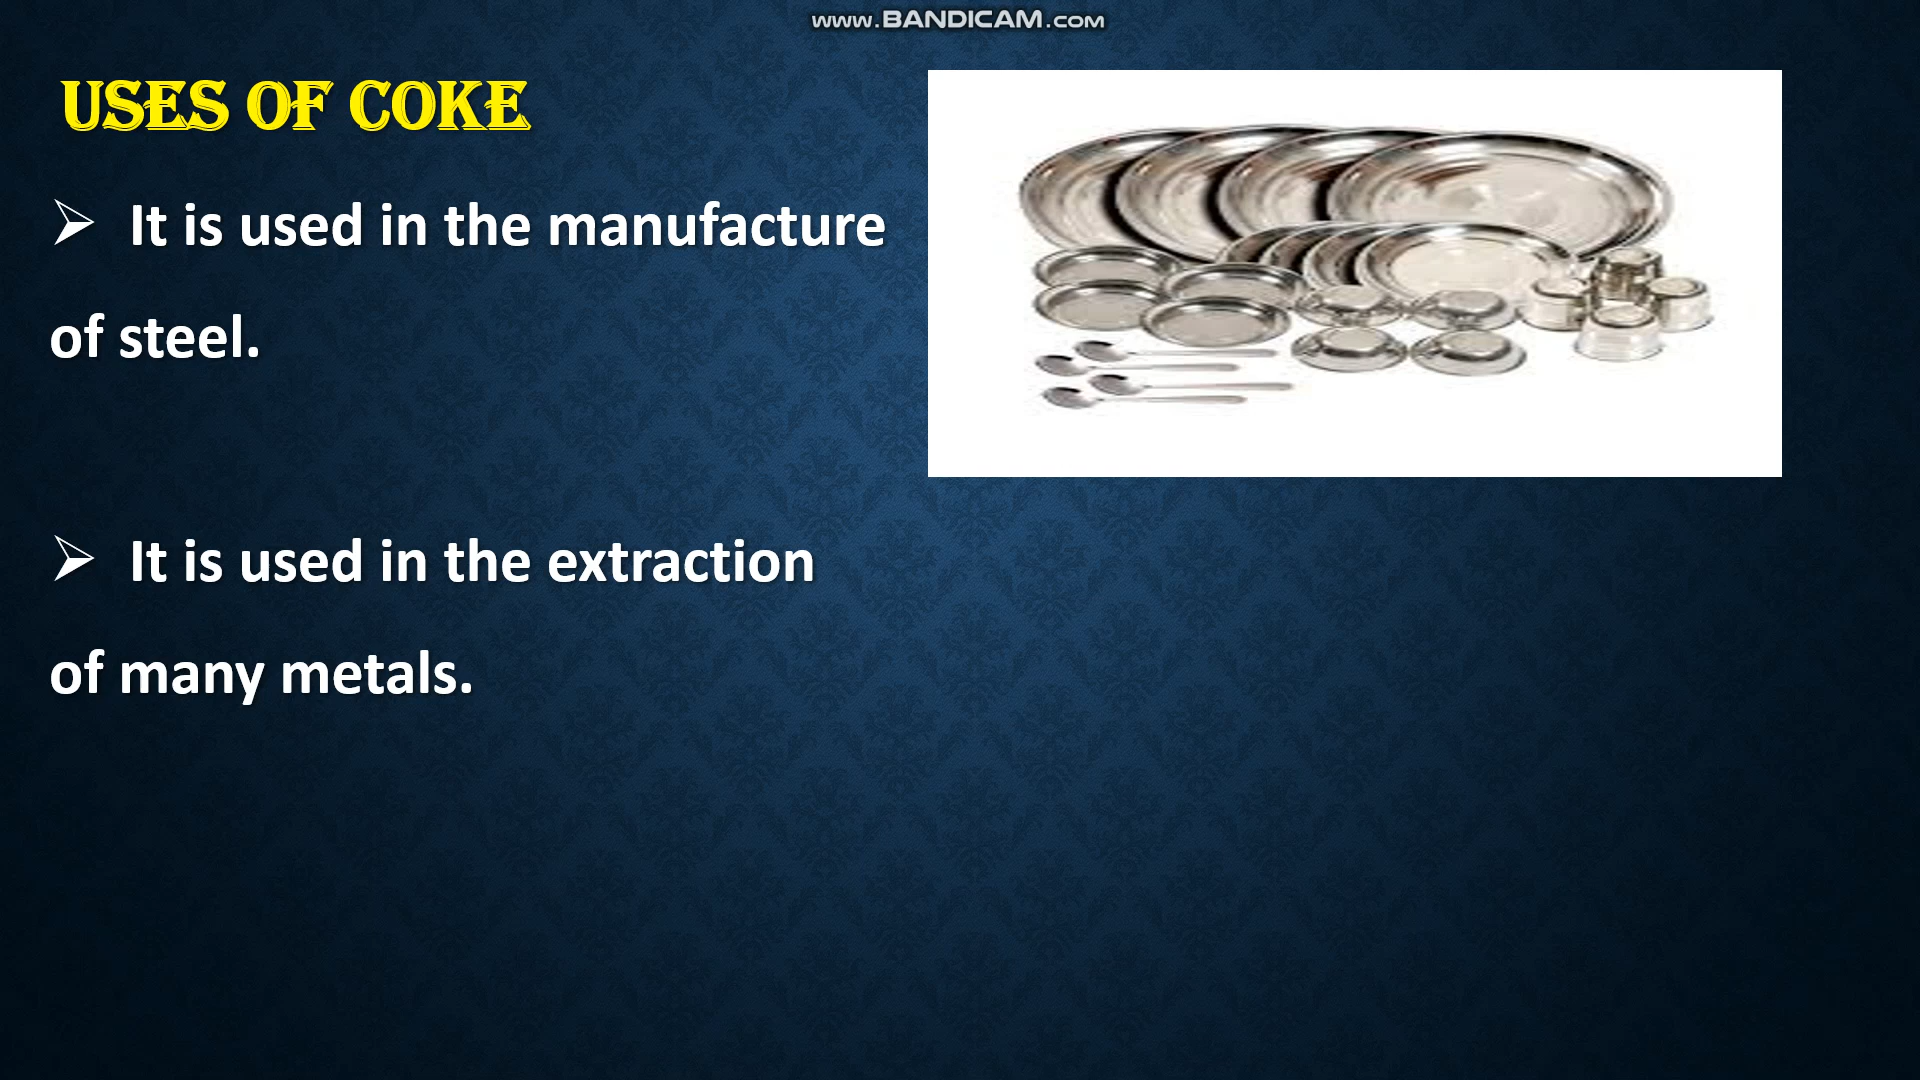 www.BANDICAM.com
USES OF COKE
➢ It is used in the manufacture
of steel.
➢ It is used in the extraction
of many metals.